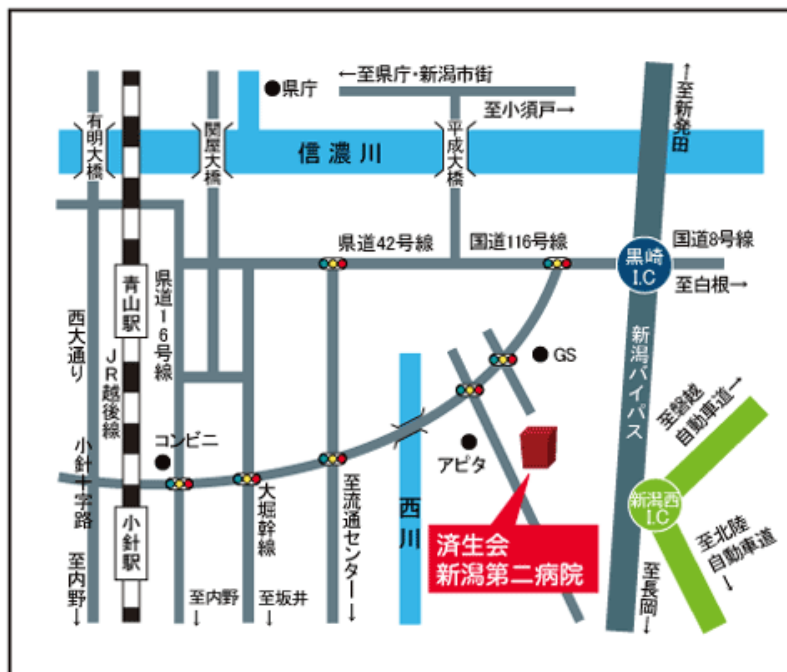 ←至県庁・新潟市街
県庁
至小須戸→
←至新発田
有明大橋
関屋大橋
平成大橋
信濃川
県道42号線
国道116号線
国道8号線
黒崎
I.C
至白根→
青山駅
県道16号線
西大通り
JR越後線
新潟バイパス
GS
至磐越
自動車道→
コンビニ
アピタ
小針十字路
小針駅
大堀幹線
至流通センター→
西川
新潟西
I.C
済生会
新潟第二病院
至北陸
自動車道→
至内野→
至内野
↓
至坂井
↓
至長岡→